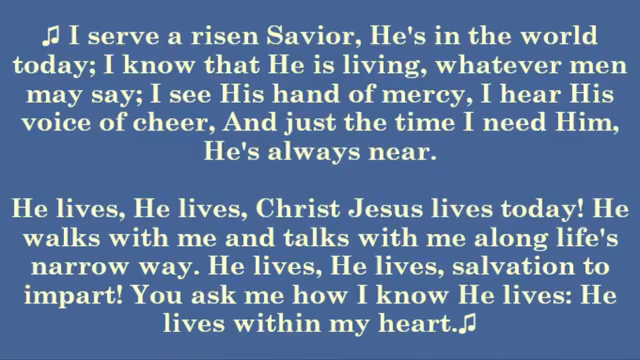 ♫ I serve a risen Savior, He's in the world
today; I know that He is living, whatever men
may say; I see His hand of mercy, I hear His
voice of cheer, And just the time I need Him,
He's always near.
He lives, He lives, Christ Jesus lives today! He
walks with me and talks with me along life's
narrow way. He lives, He lives, salvation to
impart! You ask me how I know He lives: He
lives within my heart.♫